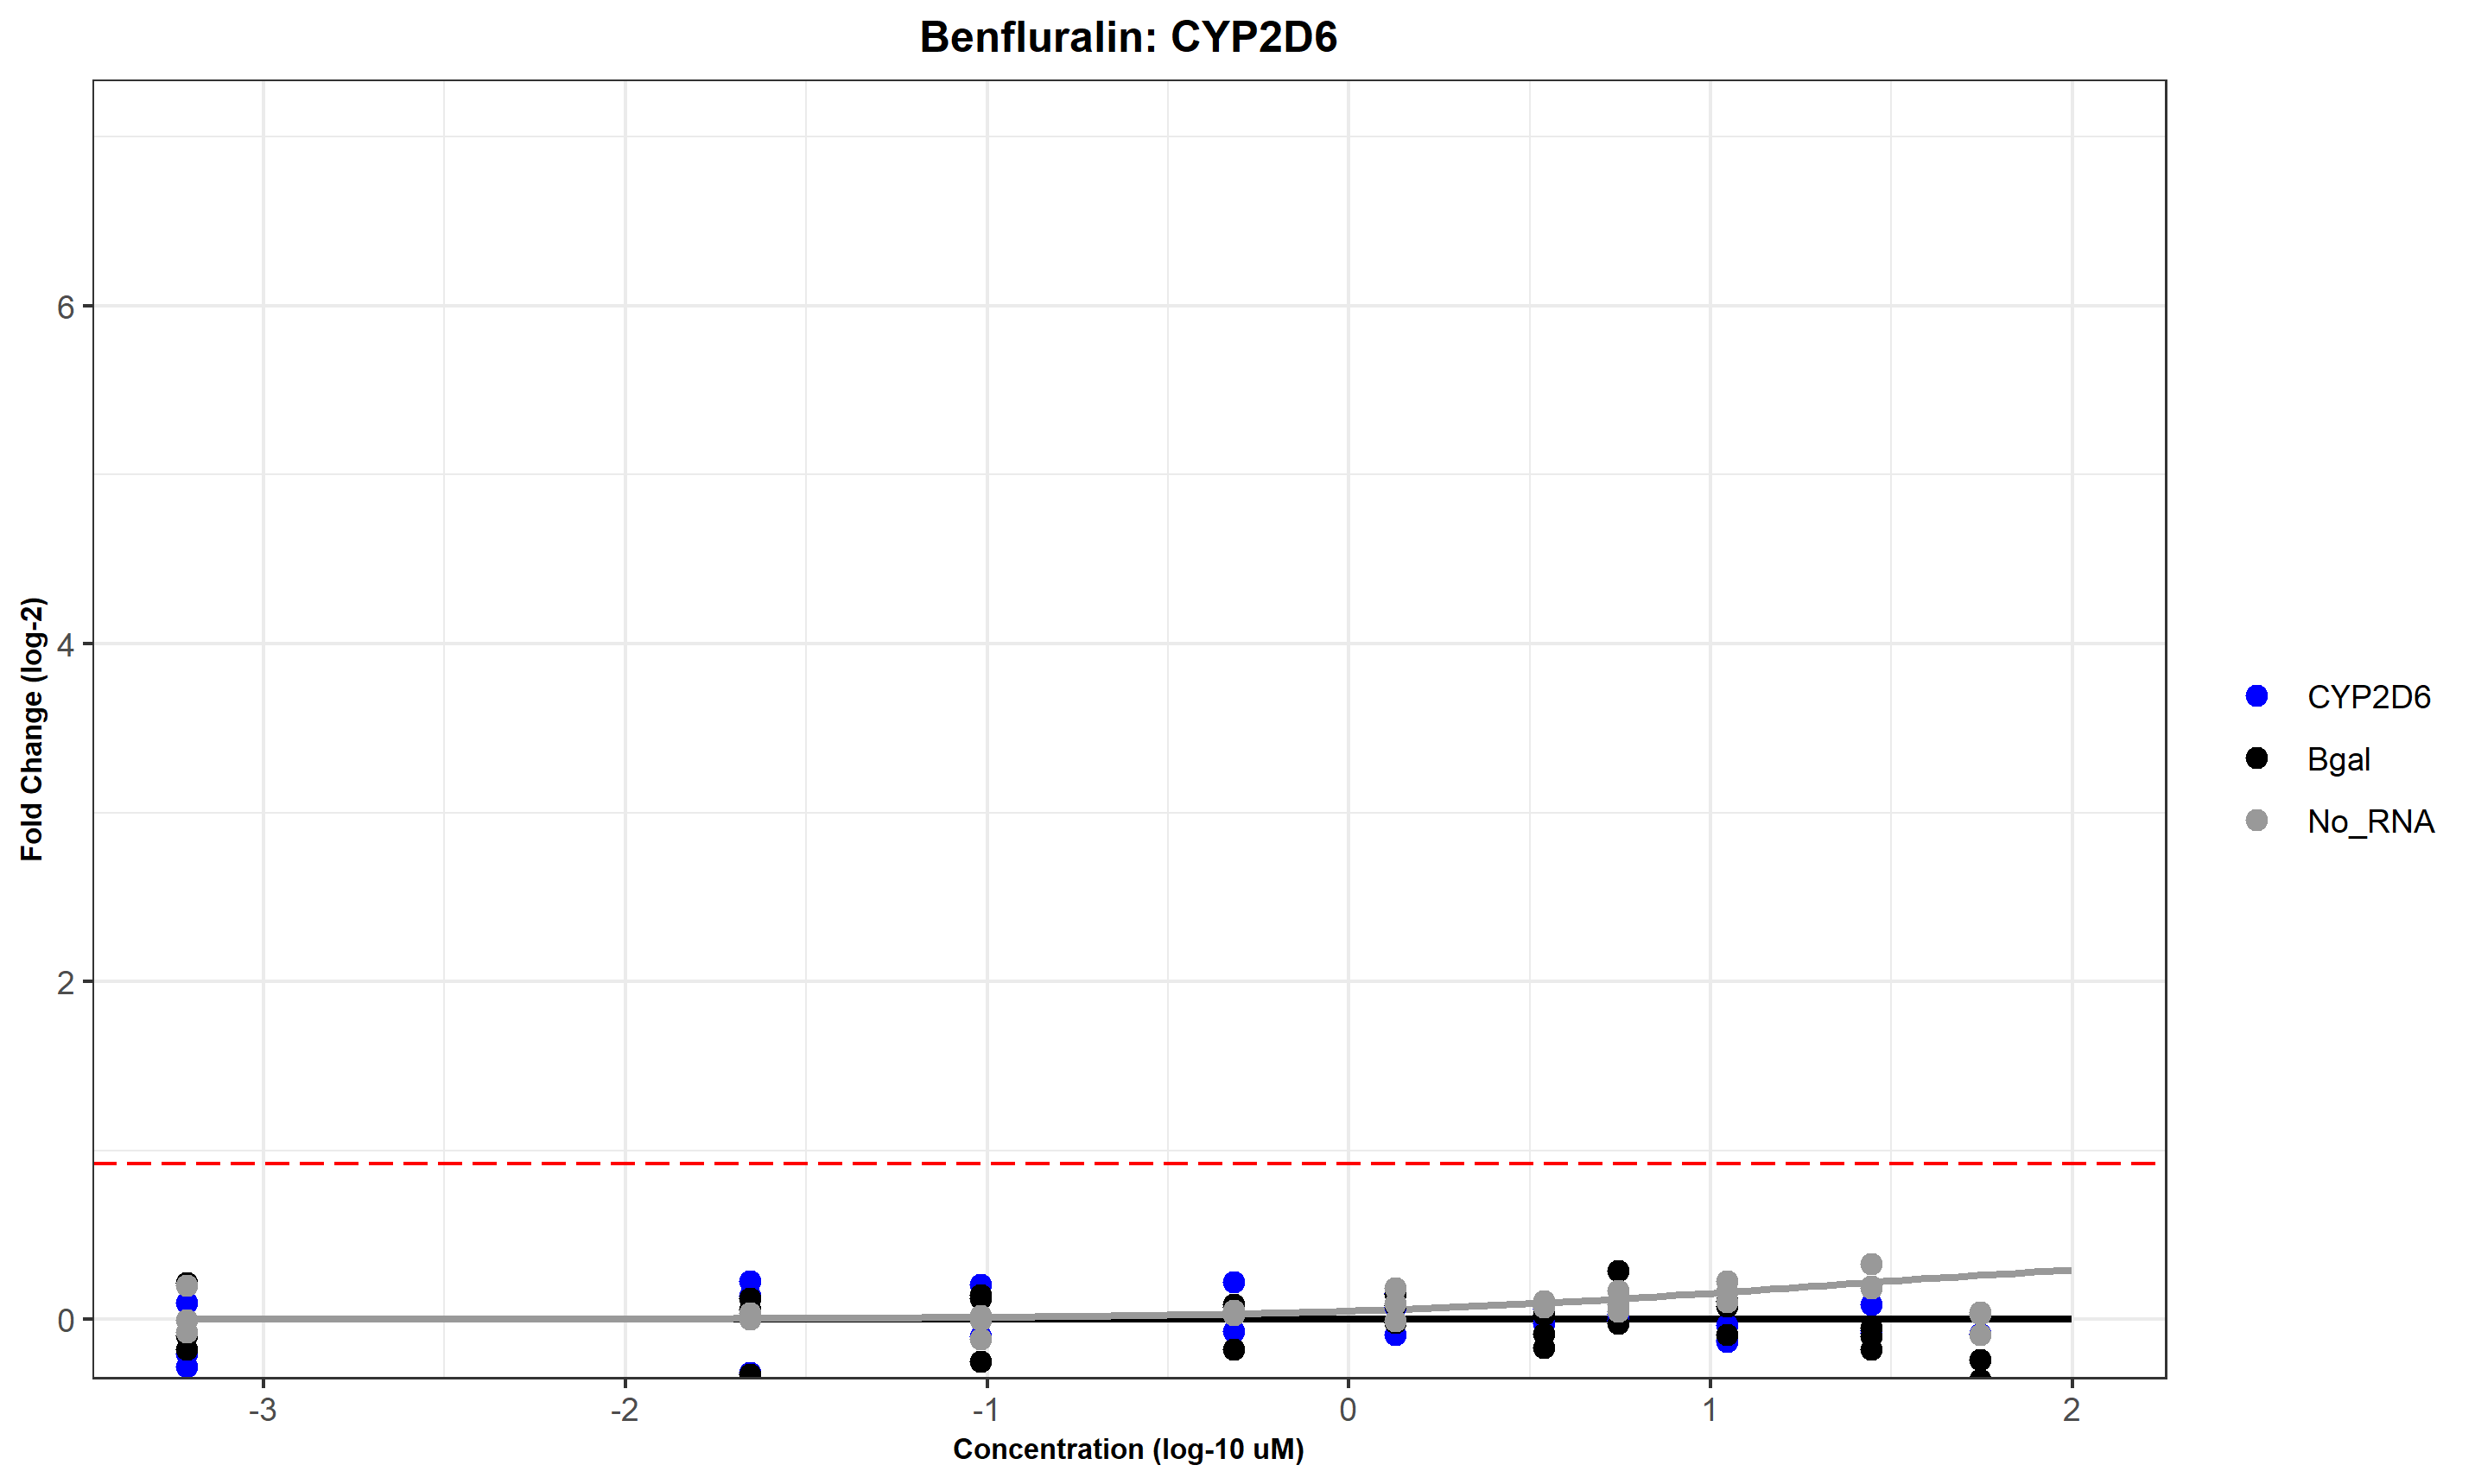 Benfluralin: CYP2D6
Fold Change (log-2)
6
4
2
0
-3
-2
-1
0
1
2
Concentration (log-10 uM)
CYP2D6
Bgal
No_RNA